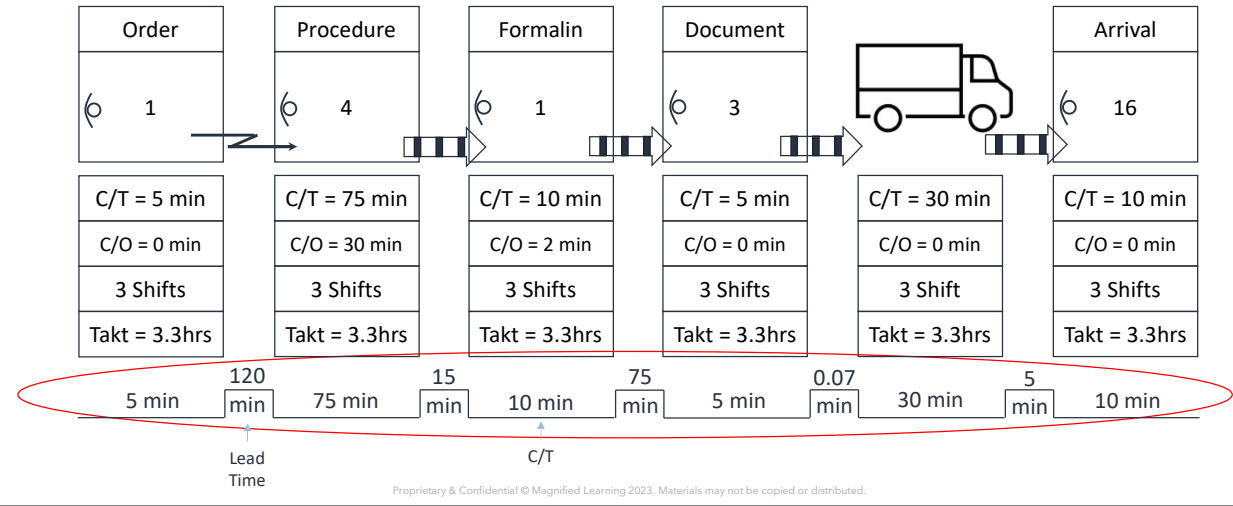 Order
Procedure
Formalin
Document
Arrival
1
4
1
3
16
C/T = 5 min
C/T = 75 min
C/T = 10 min
C/T = 5 min
C/T = 30 min
C/T = 10 min
C/O = 0 min
C/O = 30 min
C/O = 2 min
C/O = 0 min
C/O = 0 min
C/O = 0 min
3 Shifts
3 Shifts
3 Shifts
3 Shifts
3 Shift
3 Shifts
Takt = 3.3hrs
Takt = 3.3hrs
Takt = 3.3hrs
Takt = 3.3hrs
Takt = 3.3hrs
Takt = 3.3hrs
5 min
120
min
75 min
15
min
10 min
75
min
5 min
0.07
min
30 min
5
min
10 min
Lead
Time
C/T
Proprietary & Confidential © Magnified Learning 2023. Materials may not be copied or distributed.